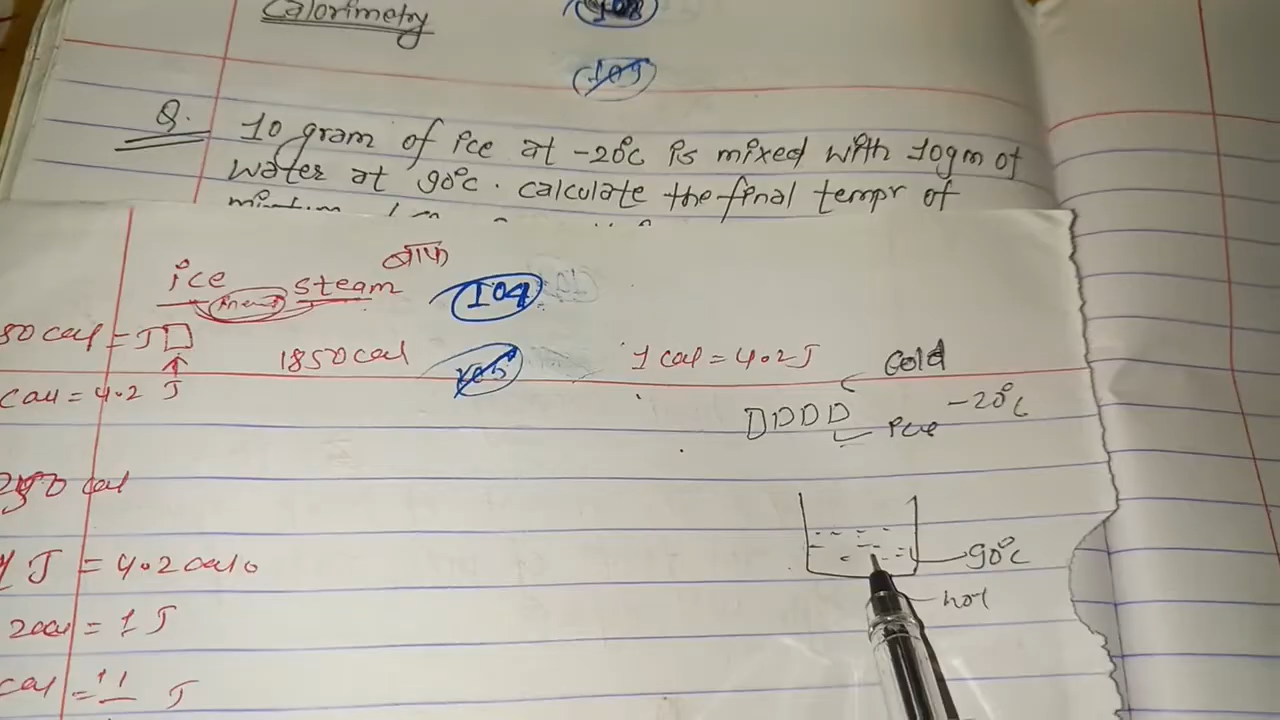 Calorimetry
109
Q. 10 gram of ice at -20°C is mixed with 10gm of
water at 90°C. calculate the final tempr of
बाफ
ice steam
104
80 cal = J
1850 cal
1 cal = 4.2 J
Cold
105
cal = 4.2 J
-20°C
ice
cal
J = 4.2 cal
90°C
hot
cal = 1 J
cal = J